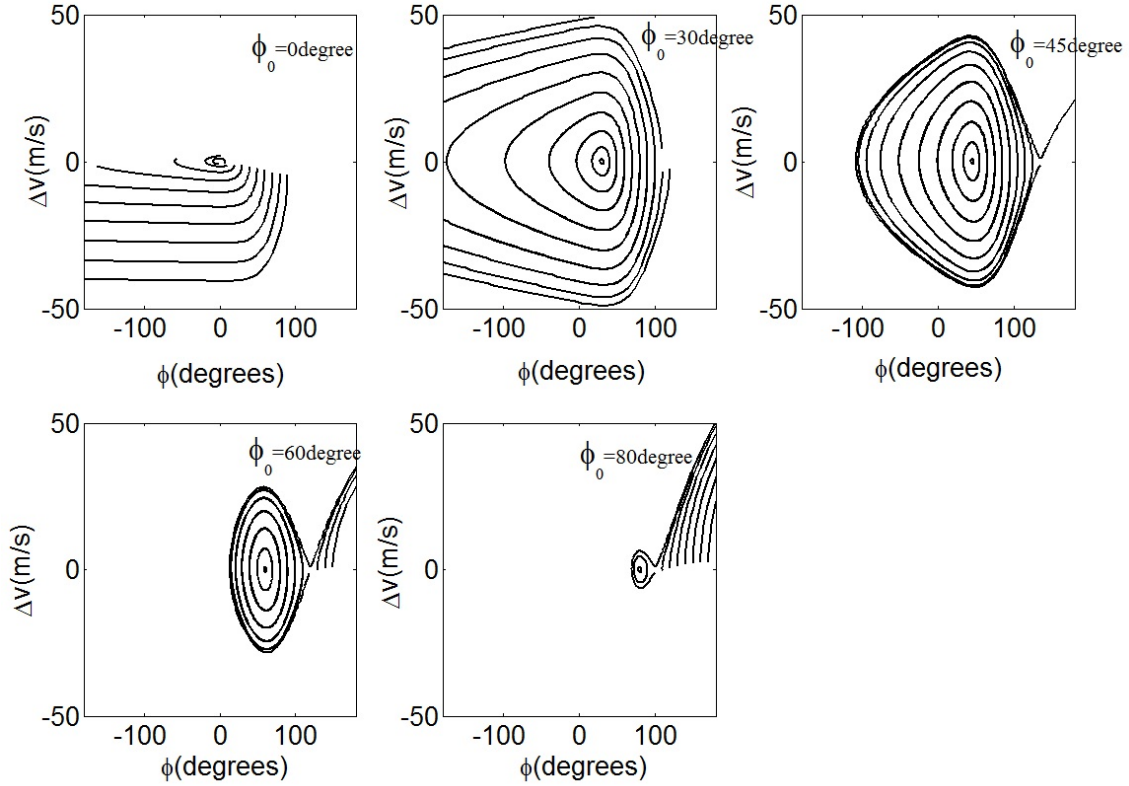 50
ϕ0=0degree
Δv(m/s)
0
-50
-100 0 100
ϕ(degrees)
50
ϕ0=30degree
Δv(m/s)
0
-50
-100 0 100
ϕ(degrees)
50
ϕ0=45degree
Δv(m/s)
0
-50
-100 0 100
ϕ(degrees)
50
ϕ0=60degree
Δv(m/s)
0
-50
-100 0 100
ϕ(degrees)
50
ϕ0=80degree
Δv(m/s)
0
-50
-100 0 100
ϕ(degrees)